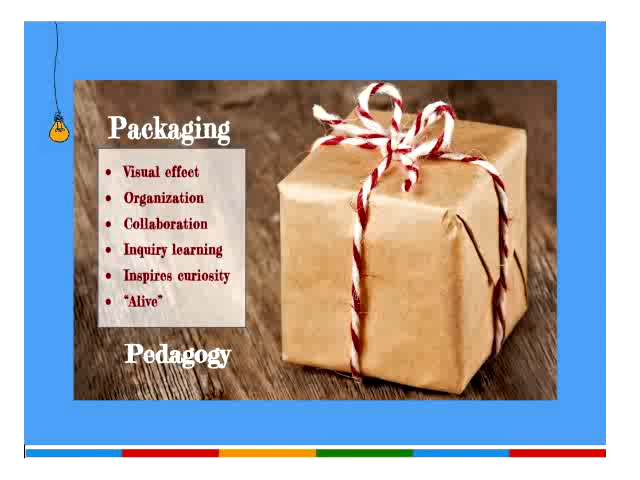 Packaging
• Visual effect
• Organization
• Collaboration
• Inquiry learning
• Inspires curiosity
• “Alive”
Pedagogy